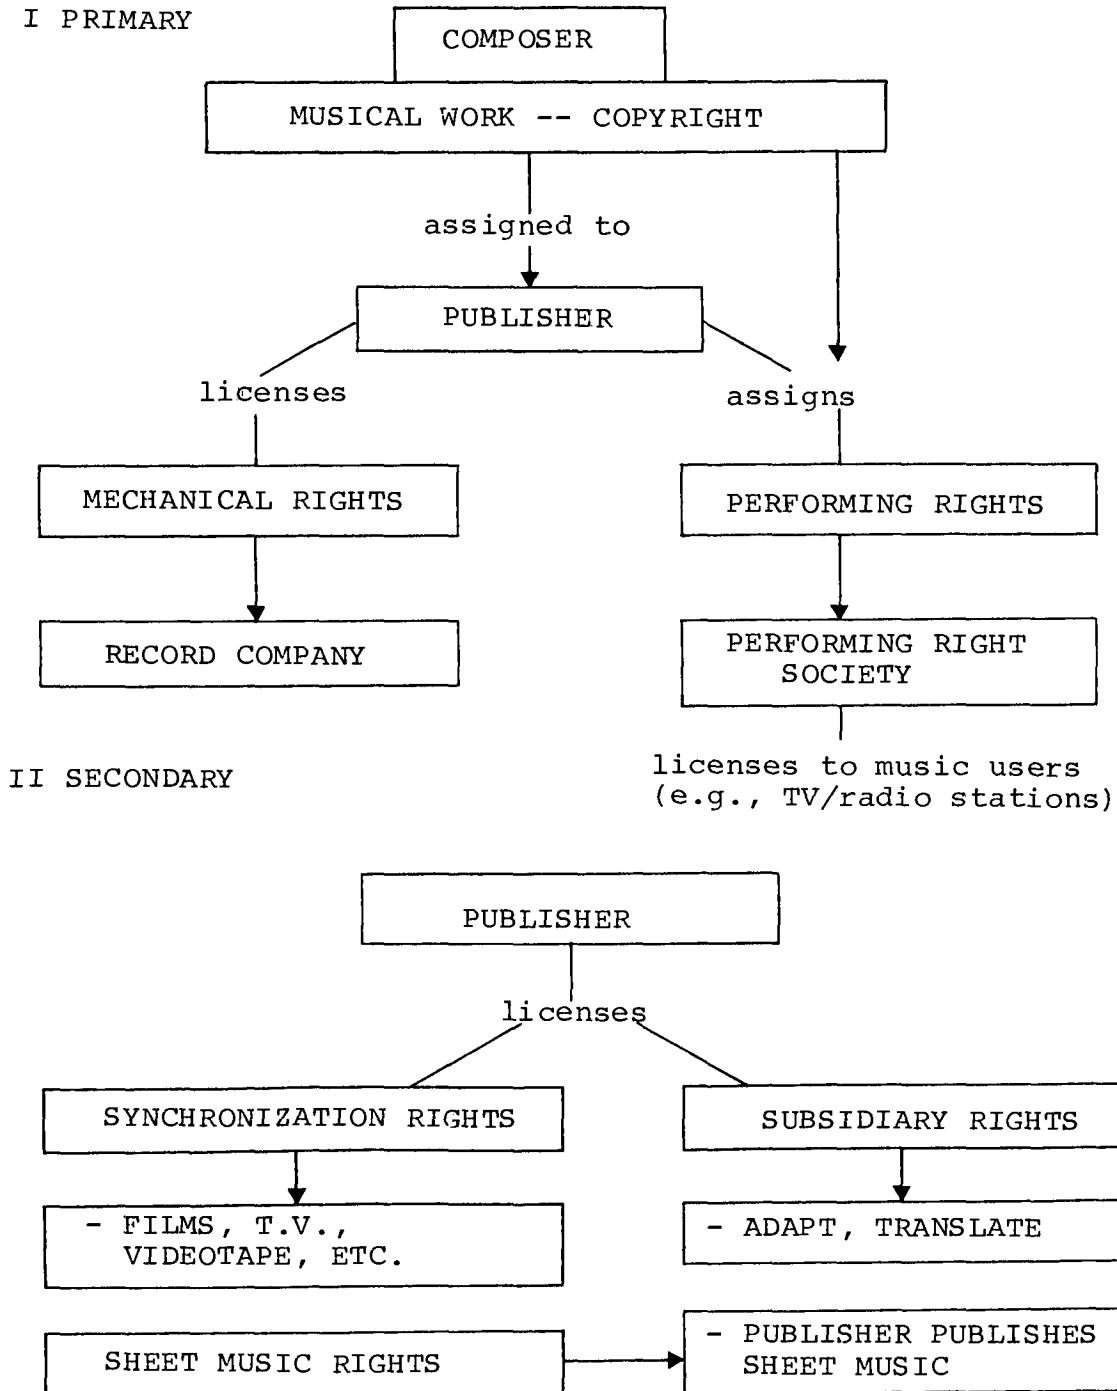 I PRIMARY
COMPOSER
MUSICAL WORK -- COPYRIGHT
assigned to
PUBLISHER
licenses
assigns
MECHANICAL RIGHTS
PERFORMING RIGHTS
RECORD COMPANY
PERFORMING RIGHT
SOCIETY
II SECONDARY
licenses to music users
(e.g., TV/radio stations)
PUBLISHER
licenses
SYNCHRONIZATION RIGHTS
SUBSIDIARY RIGHTS
- FILMS, T.V.,
VIDEOTAPE, ETC.
- ADAPT, TRANSLATE
SHEET MUSIC RIGHTS
- PUBLISHER PUBLISHES
SHEET MUSIC